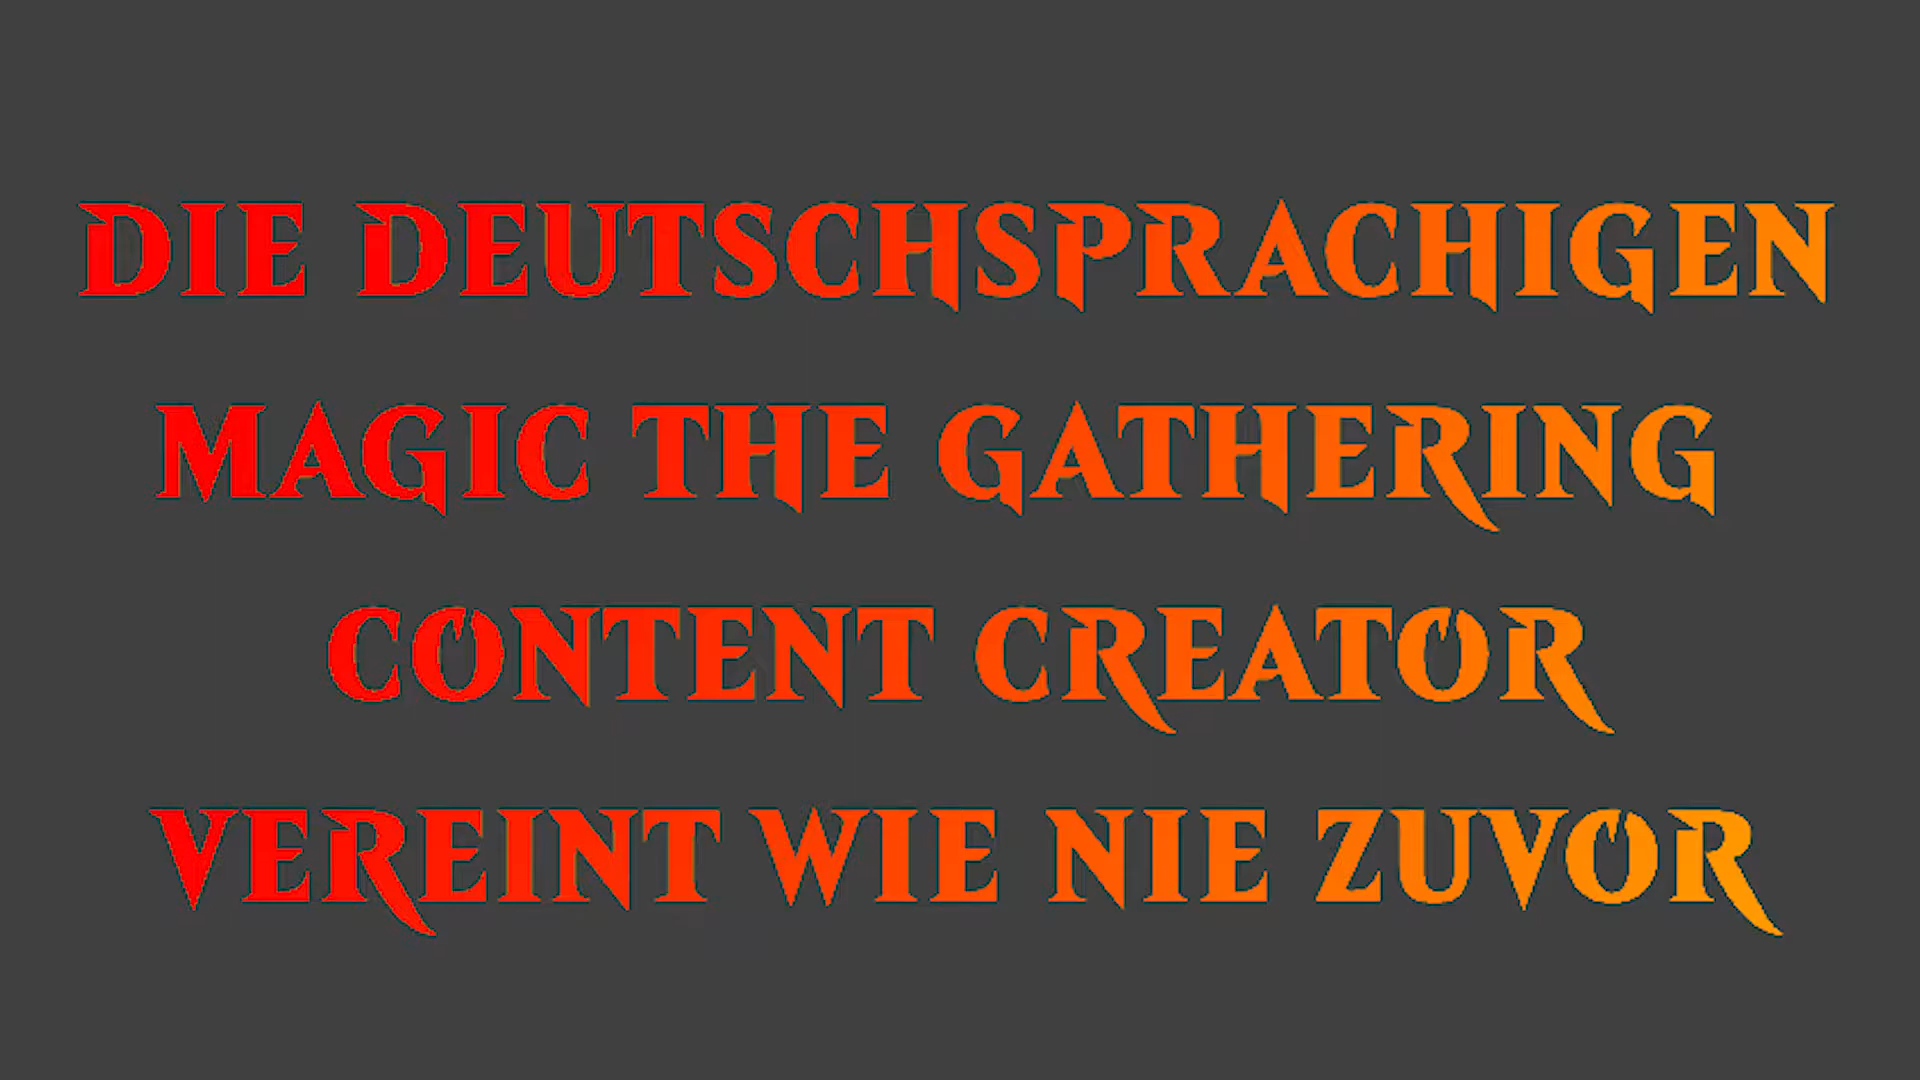 DIE DEUTSCHSPRACHIGEN
MAGIC THE GATHERING
CONTENT CREATOR
VEREINT WIE NIE ZUVOR